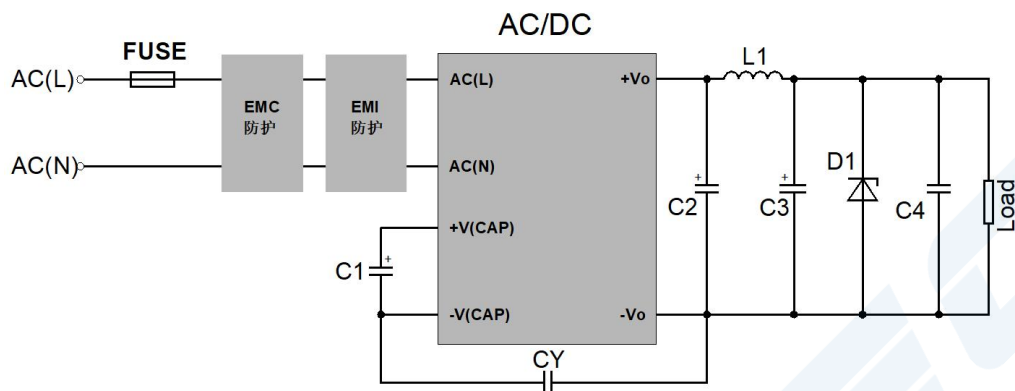 AC/DC
FUSE
AC(L)
EMC
防护
EMI
防护
AC(L)
+Vo
L1
AC(N)
AC(N)
D1
C2
C3
C4
Load
+V(CAP)
C1
-V(CAP)
-Vo
CY